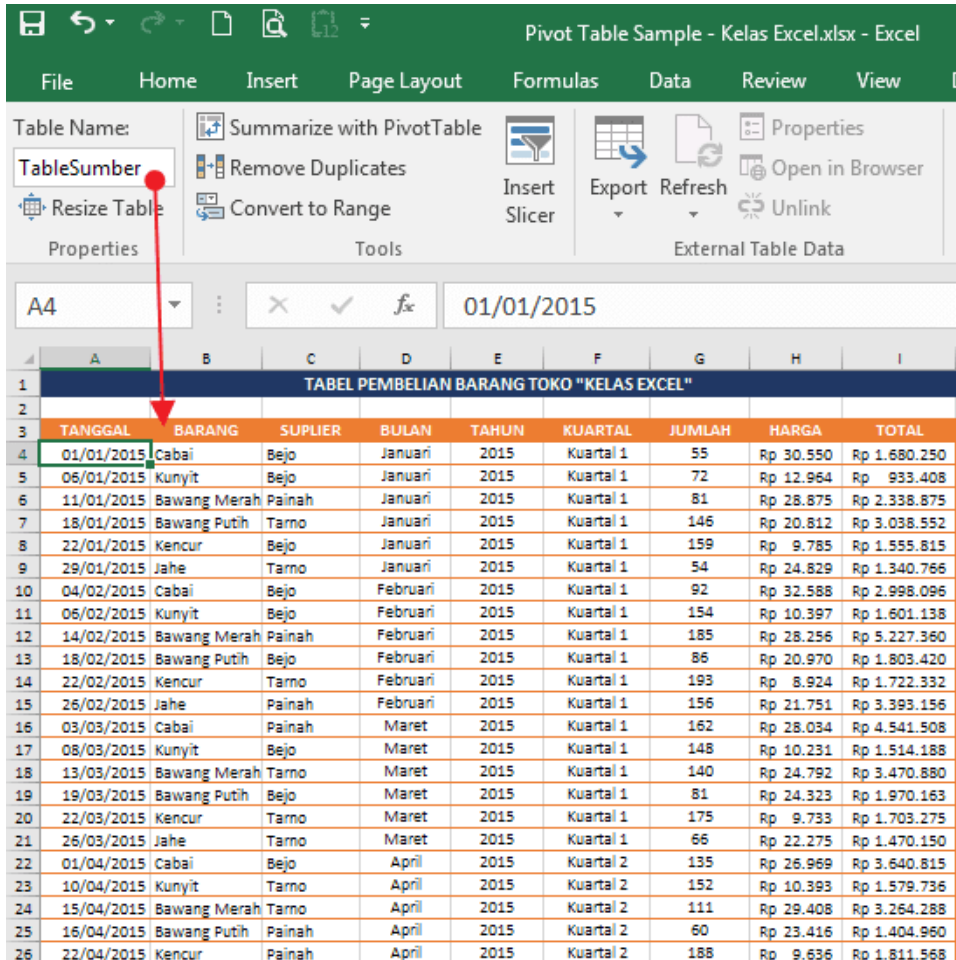 Pivot Table Sample - Kelas Excel.xlsx - Excel
File Home Insert Page Layout Formulas Data Review View
Table Name:
TableSumber
Resize Table
Properties
Summarize with PivotTable
Remove Duplicates
Convert to Range
Tools
Insert Slicer
Export Refresh
Properties
Open in Browser
Unlink
External Table Data
A4 fx 01/01/2015
A B C D E F G H I
1 TABEL PEMBELIAN BARANG TOKO "KELAS EXCEL"
2
3 TANGGAL BARANG SUPLIER BULAN TAHUN KUARTAL JUMLAH HARGA TOTAL
4 01/01/2015 Cabai Bejo Januari 2015 Kuartal 1 55 Rp 30.550 Rp 1.680.250
5 06/01/2015 Kunyit Bejo Januari 2015 Kuartal 1 72 Rp 12.964 Rp 933.408
6 11/01/2015 Bawang Merah Painah Januari 2015 Kuartal 1 81 Rp 28.875 Rp 2.338.875
7 18/01/2015 Bawang Putih Tarno Januari 2015 Kuartal 1 146 Rp 20.812 Rp 3.038.552
8 22/01/2015 Kencur Bejo Januari 2015 Kuartal 1 159 Rp 9.785 Rp 1.555.815
9 29/01/2015 Jahe Tarno Januari 2015 Kuartal 1 54 Rp 24.829 Rp 1.340.766
10 04/02/2015 Cabai Bejo Februari 2015 Kuartal 1 92 Rp 32.588 Rp 2.998.096
11 06/02/2015 Kunyit Bejo Februari 2015 Kuartal 1 154 Rp 10.397 Rp 1.601.138
12 14/02/2015 Bawang Merah Painah Februari 2015 Kuartal 1 185 Rp 28.256 Rp 5.227.360
13 18/02/2015 Bawang Putih Bejo Februari 2015 Kuartal 1 86 Rp 20.970 Rp 1.803.420
14 22/02/2015 Kencur Tarno Februari 2015 Kuartal 1 193 Rp 8.924 Rp 1.722.332
15 26/02/2015 Jahe Painah Februari 2015 Kuartal 1 156 Rp 21.751 Rp 3.393.156
16 03/03/2015 Cabai Painah Maret 2015 Kuartal 1 162 Rp 28.034 Rp 4.541.508
17 08/03/2015 Kunyit Bejo Maret 2015 Kuartal 1 148 Rp 10.231 Rp 1.514.188
18 13/03/2015 Bawang Merah Tarno Maret 2015 Kuartal 1 140 Rp 24.792 Rp 3.470.880
19 19/03/2015 Bawang Putih Bejo Maret 2015 Kuartal 1 81 Rp 24.323 Rp 1.970.163
20 22/03/2015 Kencur Tarno Maret 2015 Kuartal 1 175 Rp 9.733 Rp 1.703.275
21 26/03/2015 Jahe Tarno Maret 2015 Kuartal 1 66 Rp 22.275 Rp 1.470.150
22 01/04/2015 Cabai Bejo April 2015 Kuartal 2 135 Rp 26.969 Rp 3.640.815
23 10/04/2015 Kunyit Tarno April 2015 Kuartal 2 152 Rp 10.393 Rp 1.579.736
24 15/04/2015 Bawang Merah Tarno April 2015 Kuartal 2 111 Rp 29.408 Rp 3.264.288
25 16/04/2015 Bawang Putih Painah April 2015 Kuartal 2 60 Rp 23.416 Rp 1.404.960
26 22/04/2015 Kencur Painah April 2015 Kuartal 2 188 Rp 9.636 Rp 1.811.568